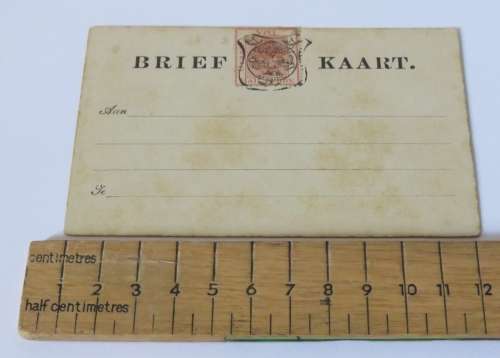 BRIEF KAART.
Aan
Te
centimetres
1 2 3 4 5 6 7 8 9 10 11 12
half centimetres